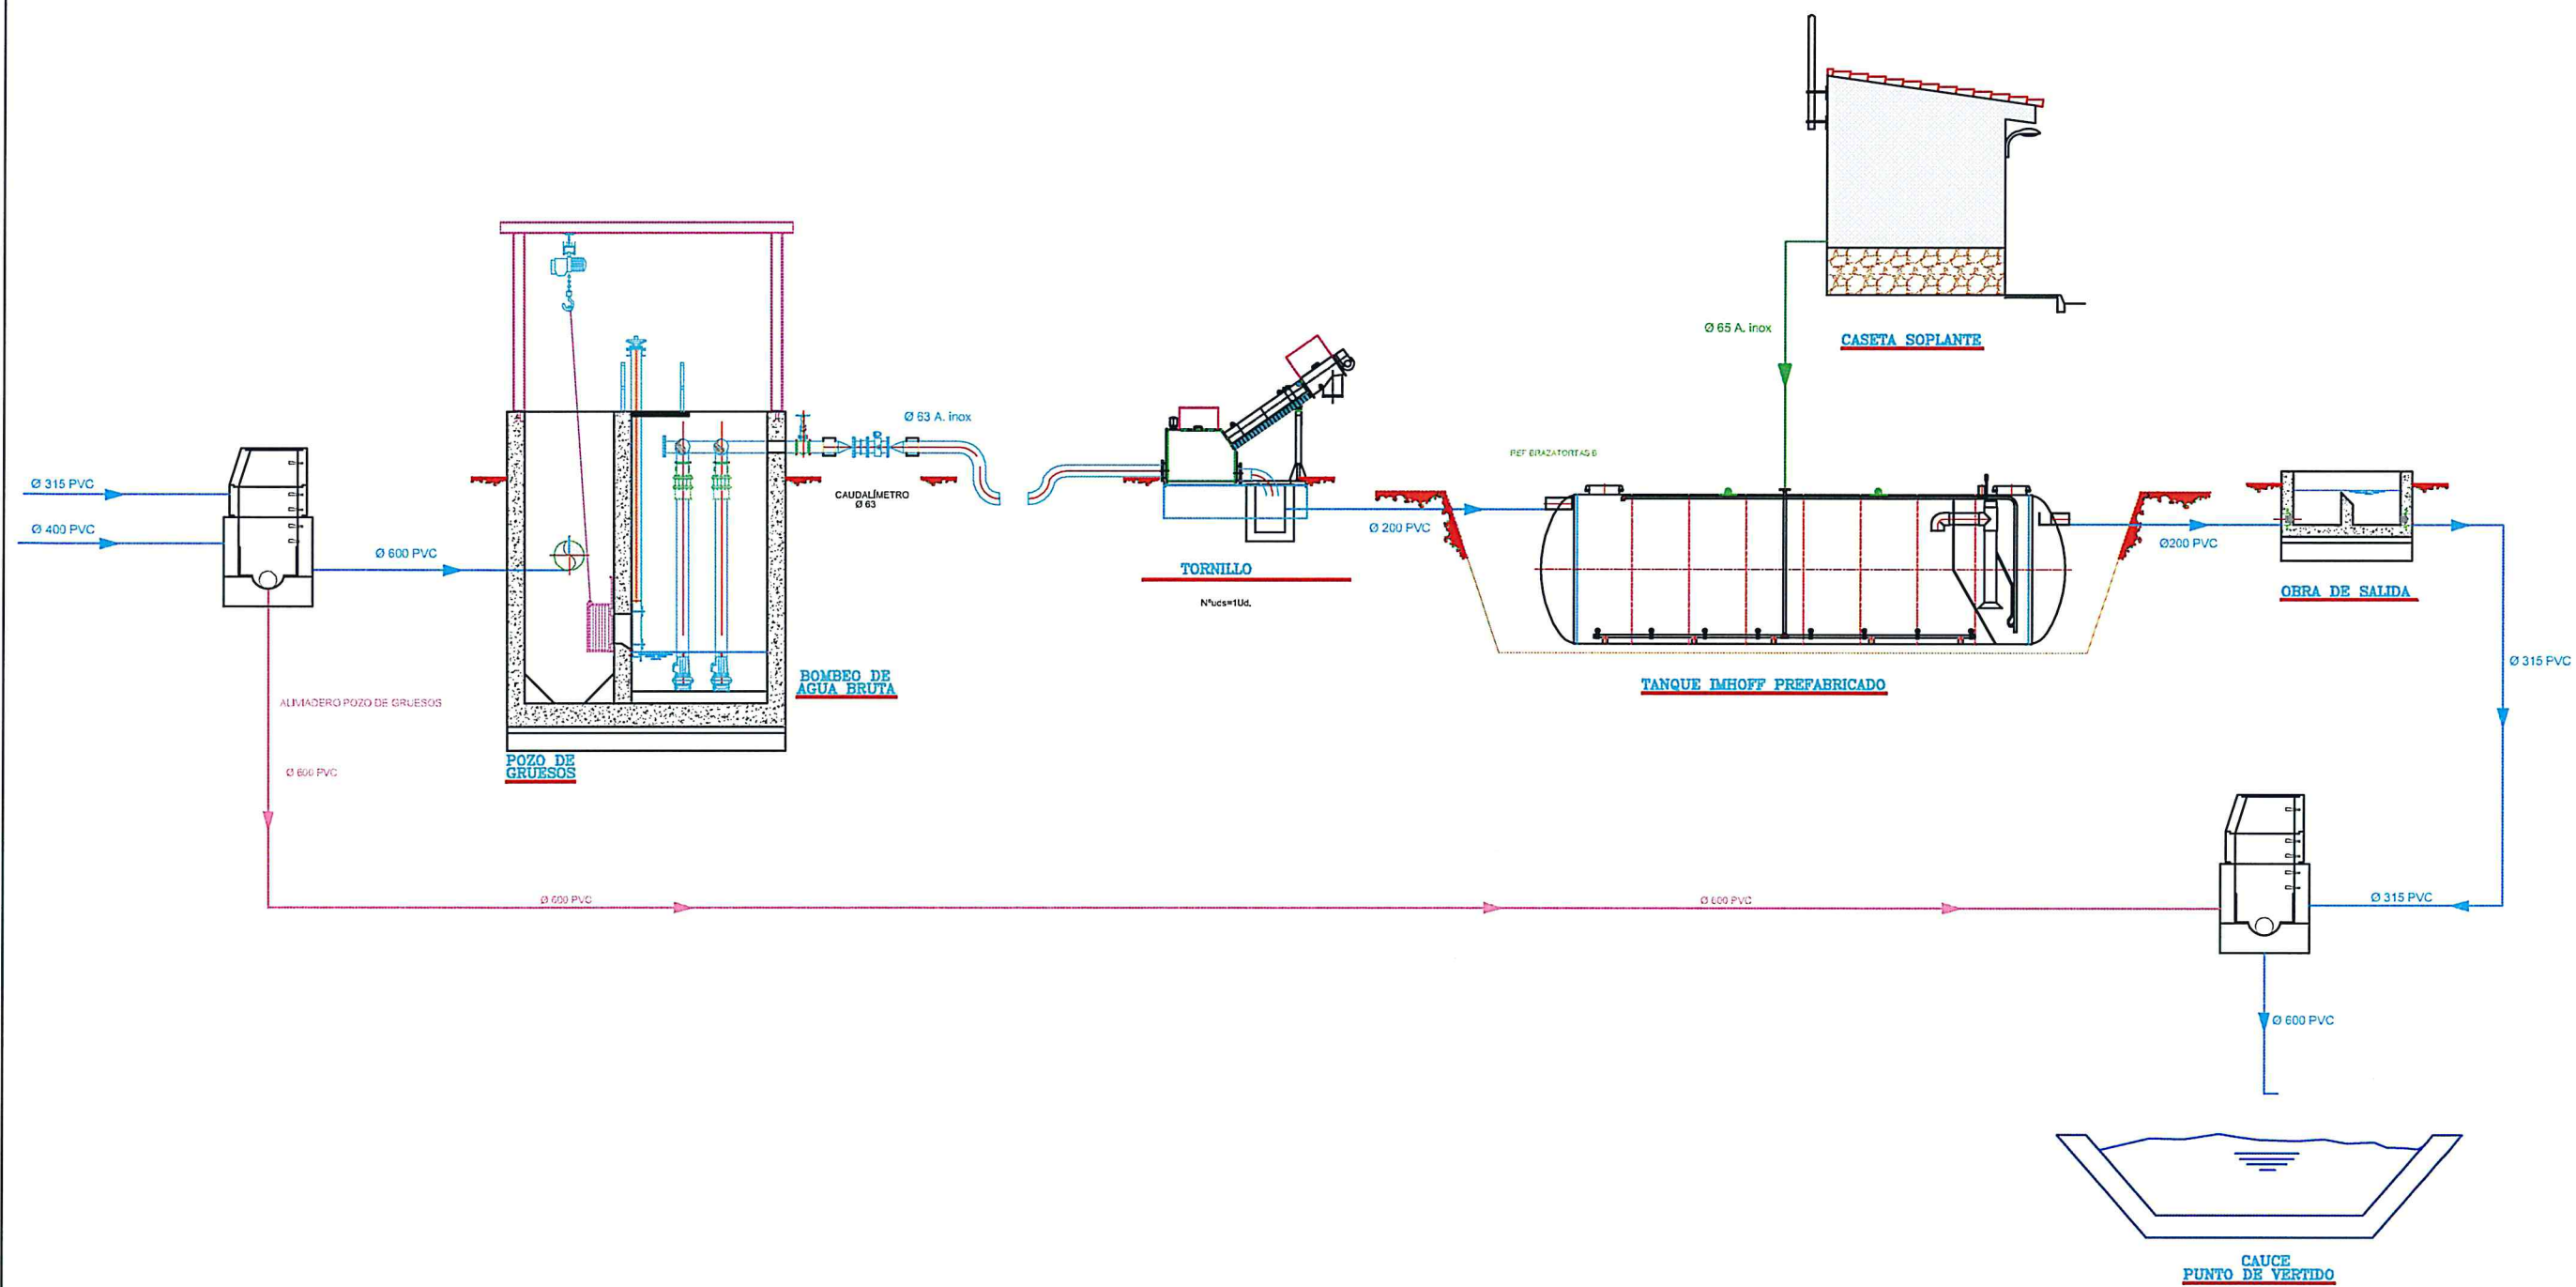 Ø 315 PVC
Ø 400 PVC
Ø 600 PVC
ALIVIADERO POZO DE GRUESOS
Ø 600 PVC
POZO DE
GRUESOS
BOMBEO DE
AGUA BRUTA
CAUDALÍMETRO
Ø 63
Ø 63 A. inox
TORNILLO
Nºuds=1Ud.
Ø 200 PVC
Ø 65 A. inox
CASETA SOPLANTE
TANQUE IMHOFF PREFABRICADO
Ø200 PVC
OBRA DE SALIDA
Ø 315 PVC
Ø 600 PVC
Ø 600 PVC
Ø 315 PVC
Ø 600 PVC
CAUCE
PUNTO DE VERTIDO